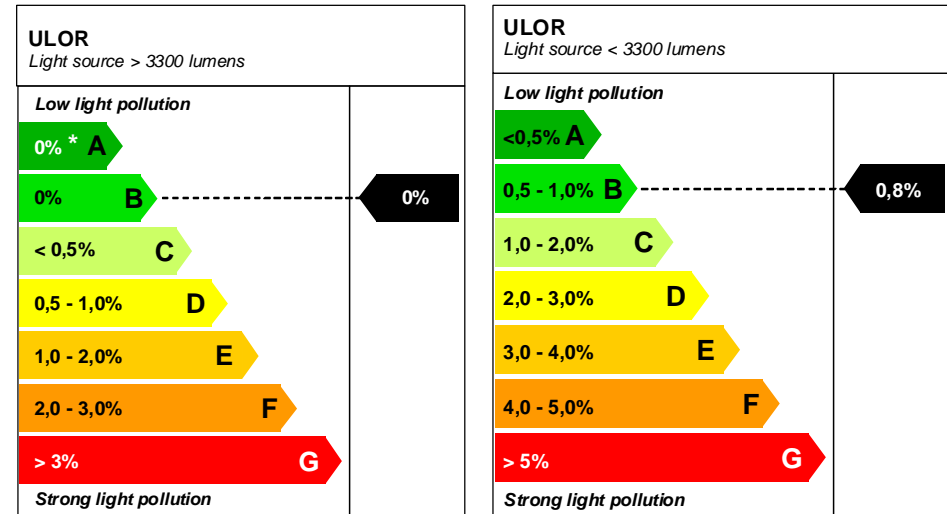 ULOR
Light source > 3300 lumens
Low light pollution
0% * A
0% B 0%
< 0,5% C
0,5 - 1,0% D
1,0 - 2,0% E
2,0 - 3,0% F
> 3% G
Strong light pollution
ULOR
Light source < 3300 lumens
Low light pollution
<0,5% A
0,5 - 1,0% B 0,8%
1,0 - 2,0% C
2,0 - 3,0% D
3,0 - 4,0% E
4,0 - 5,0% F
> 5% G
Strong light pollution